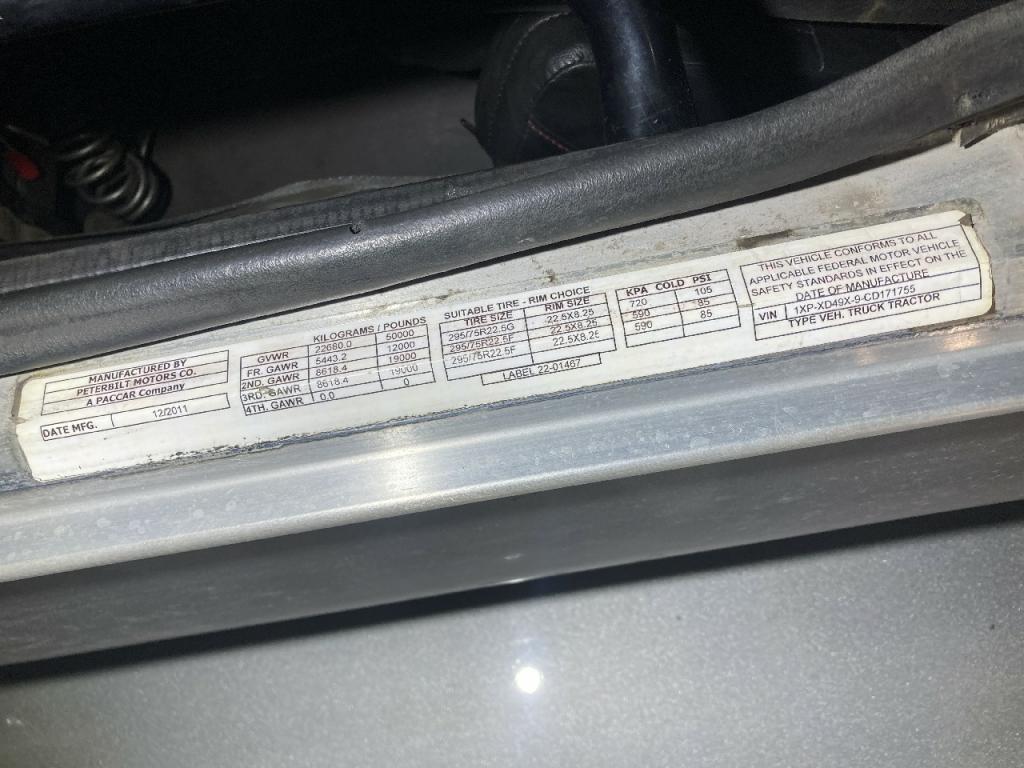 MANUFACTURED BY
PETERBILT MOTORS CO.
A PACCAR Company
DATE MFG. 12/2011
KILOGRAMS / POUNDS
GVWR 22680.0 50000
FR. GAWR 5443.2 12000
2ND. GAWR 8618.4 19000
3RD. GAWR 8618.4 19000
4TH. GAWR 0.0 0
SUITABLE TIRE - RIM CHOICE
TIRE SIZE RIM SIZE
295/75R22.5G 22.5X8.25
295/75R22.5F 22.5X8.25
295/75R22.5F 22.5X8.25
LABEL 22-01467
KPA COLD PSI
720 105
590 85
590 85
THIS VEHICLE CONFORMS TO ALL
APPLICABLE FEDERAL MOTOR VEHICLE
SAFETY STANDARDS IN EFFECT ON THE
DATE OF MANUFACTURE
VIN 1XP-XD49X-9-CD171755
TYPE VEH. TRUCK TRACTOR